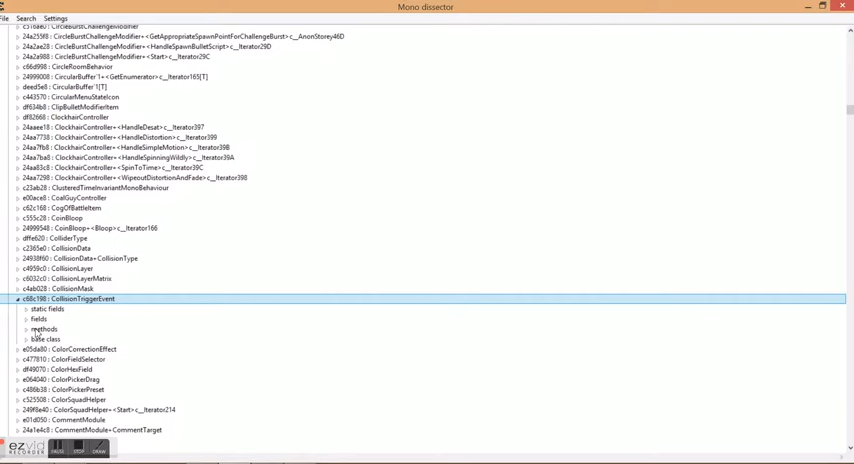 Mono dissector
File Search Settings
c516ae0 : CircleBurstChallengeModifier
24a255f8 : CircleBurstChallengeModifier+<GetAppropriateSpawnPointForChallengeBurst>c__AnonStorey46D
24a2ae28 : CircleBurstChallengeModifier+<HandleSpawnBulletScript>c__Iterator29D
24a2a988 : CircleBurstChallengeModifier+<Start>c__Iterator29C
c66d998 : CircleRoomBehavior
24999008 : CircularBuffer`1+<GetEnumerator>c__Iterator165[T]
deed5e8 : CircularBuffer`1[T]
c443570 : CircularMenuStateIcon
df634b8 : ClipBulletModifierItem
df82668 : ClockhairController
24aaee18 : ClockhairController+<HandleDesat>c__Iterator397
24aa7738 : ClockhairController+<HandleDistortion>c__Iterator399
24aa7fb8 : ClockhairController+<HandleSimpleMotion>c__Iterator39B
24aa7ba8 : ClockhairController+<HandleSpinningWildly>c__Iterator39A
24aa83c8 : ClockhairController+<SpinToTime>c__Iterator39C
24aa7298 : ClockhairController+<WipeoutDistortionAndFade>c__Iterator398
c23ab28 : ClusteredTimeInvariantMonoBehaviour
e00ace8 : CoalGuyController
c62c168 : CogOfBattleItem
c555c28 : CoinBloop
24999548 : CoinBloop+<Bloop>c__Iterator166
dffe620 : ColliderType
c2365e0 : CollisionData
24938f60 : CollisionData+CollisionType
c4959c0 : CollisionLayer
c6032c0 : CollisionLayerMatrix
c4ab028 : CollisionMask
c68c198 : CollisionTriggerEvent
static fields
fields
methods
base class
e05da80 : ColorCorrectionEffect
c477810 : ColorFieldSelector
df49070 : ColorHexField
e064040 : ColorPickerDrag
c486b38 : ColorPickerPreset
c525508 : ColorSquadHelper
249f8e40 : ColorSquadHelper+<Start>c__Iterator214
e01d050 : CommentModule
24a1e4c8 : CommentModule+CommentTarget
ezvid
RECORDER
PAUSE STOP DRAW